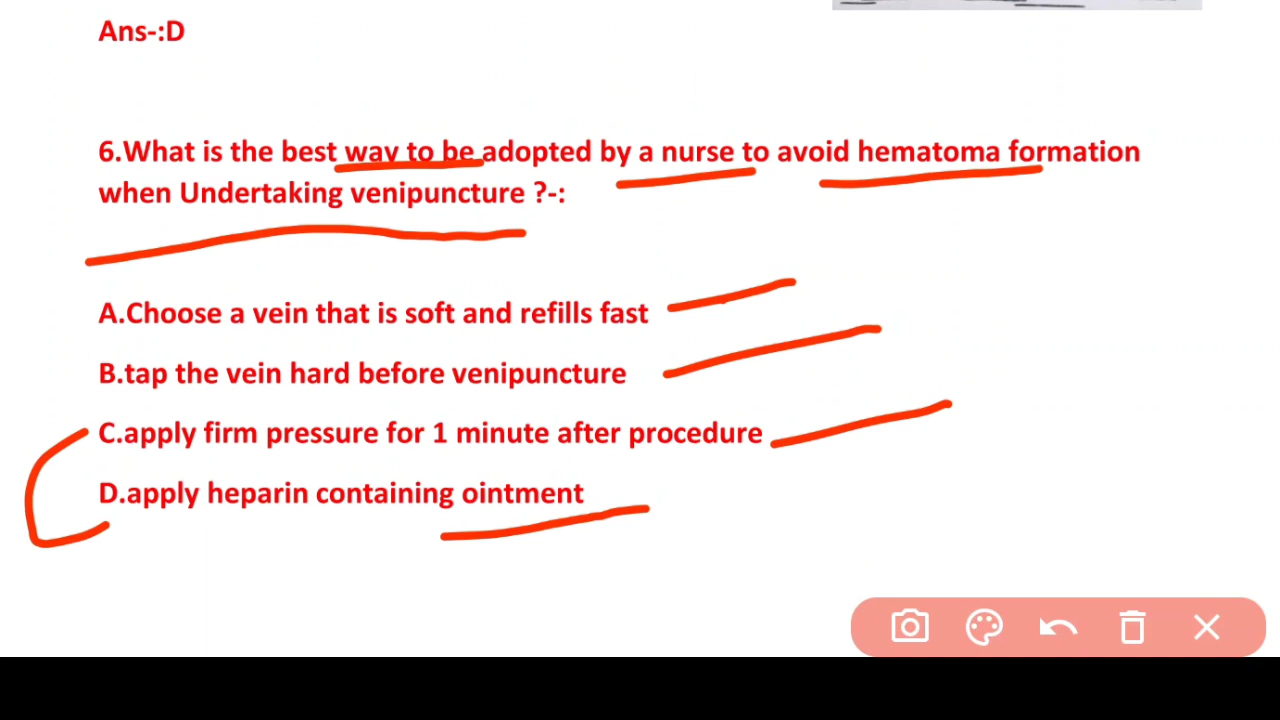 Ans-:D
6.What is the best way to be adopted by a nurse to avoid hematoma formation
when Undertaking venipuncture ?-:
A.Choose a vein that is soft and refills fast
B.tap the vein hard before venipuncture
C.apply firm pressure for 1 minute after procedure
D.apply heparin containing ointment